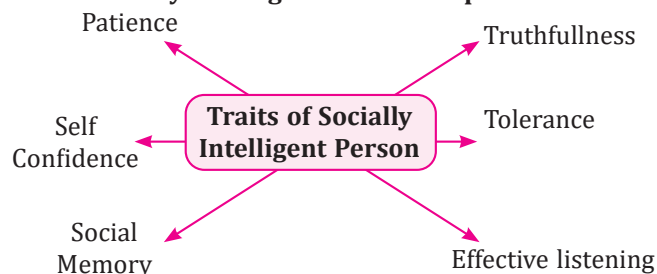 Patience
Truthfullness
Traits of Socially
Intelligent Person
Self
Confidence
Tolerance
Social
Memory
Effective listening